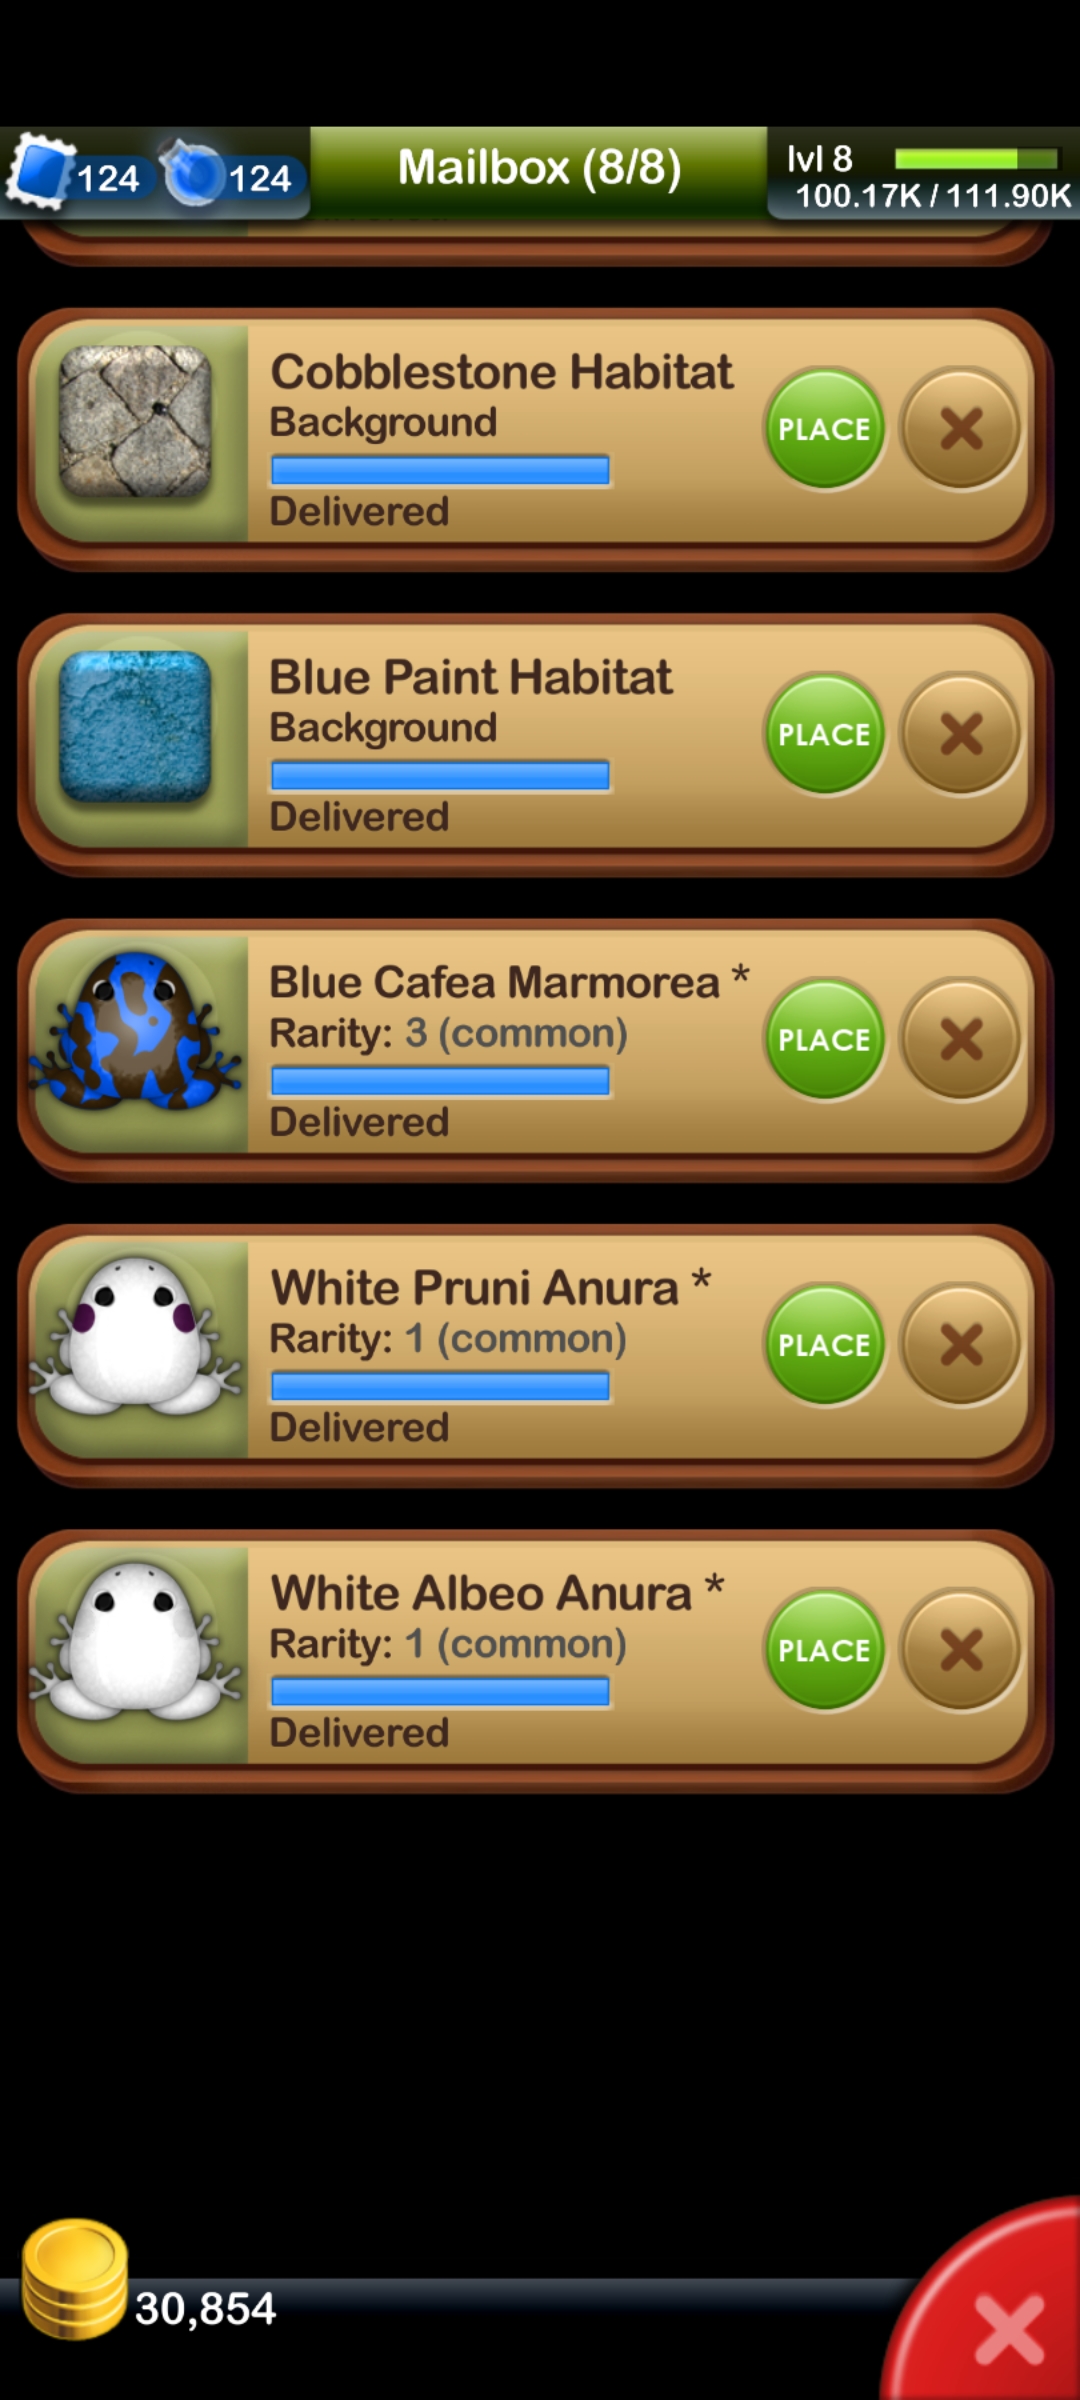 124
124
Mailbox (8/8)
lvl 8
100.17K / 111.90K
Cobblestone Habitat
Background
Delivered
PLACE
Blue Paint Habitat
Background
Delivered
PLACE
Blue Cafea Marmorea *
Rarity: 3 (common)
Delivered
PLACE
White Pruni Anura *
Rarity: 1 (common)
Delivered
PLACE
White Albeo Anura *
Rarity: 1 (common)
Delivered
PLACE
30,854